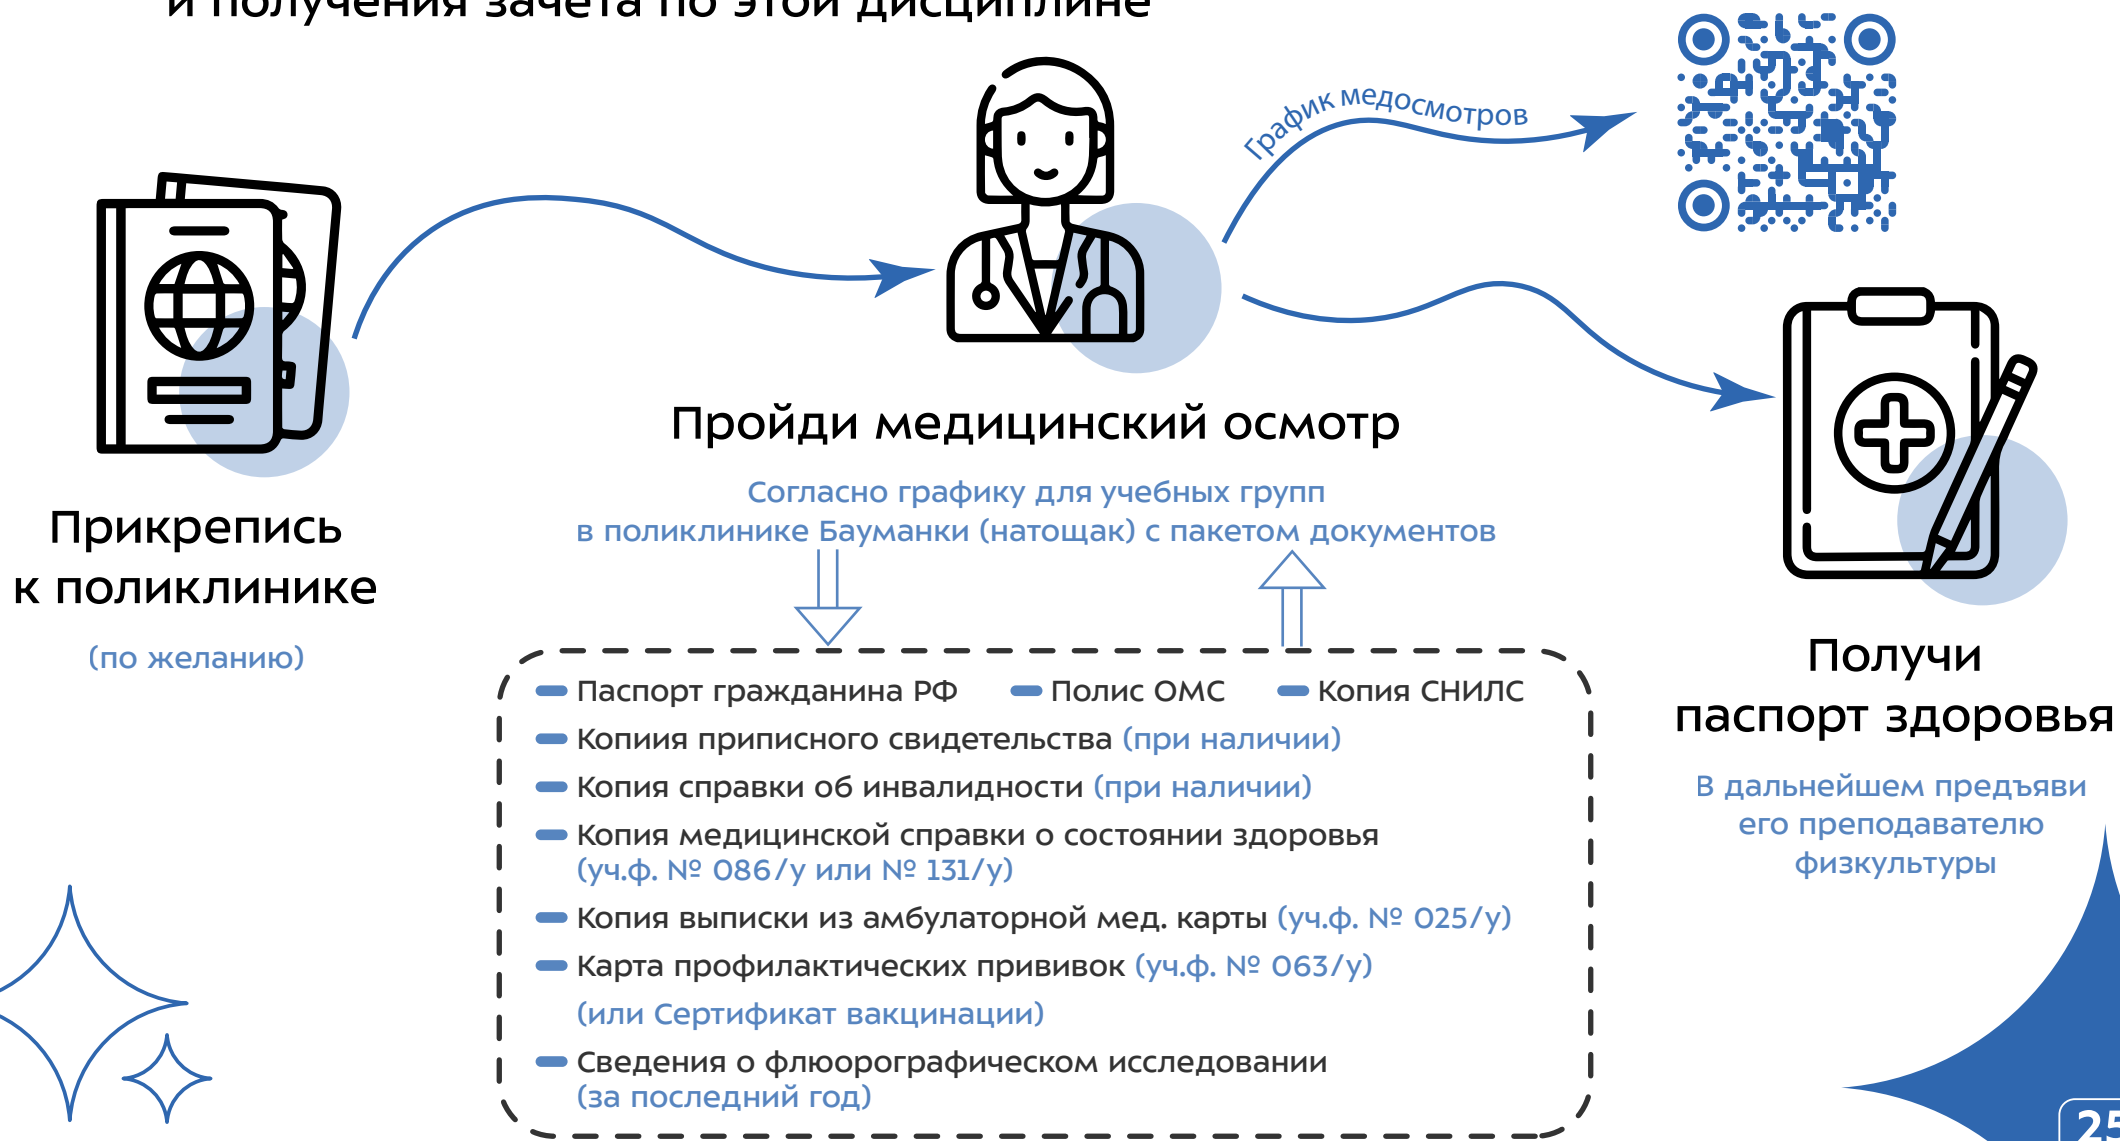 и получения зачета по этой дисциплине
График медосмотров
Прикрепись
к поликлинике
(по желанию)
Пройди медицинский осмотр
Согласно графику для учебных групп
в поликлинике Бауманки (натощак) с пакетом документов
Паспорт гражданина РФ
Полис ОМС
Копия СНИЛС
Копиия приписного свидетельства (при наличии)
Копия справки об инвалидности (при наличии)
Копия медицинской справки о состоянии здоровья
(уч.ф. № 086/у или № 131/у)
Копия выписки из амбулаторной мед. карты (уч.ф. № 025/у)
Карта профилактических прививок (уч.ф. № 063/у)
(или Сертификат вакцинации)
Сведения о флюорографическом исследовании
(за последний год)
Получи
паспорт здоровья
В дальнейшем предъяви
его преподавателю
физкультуры
25